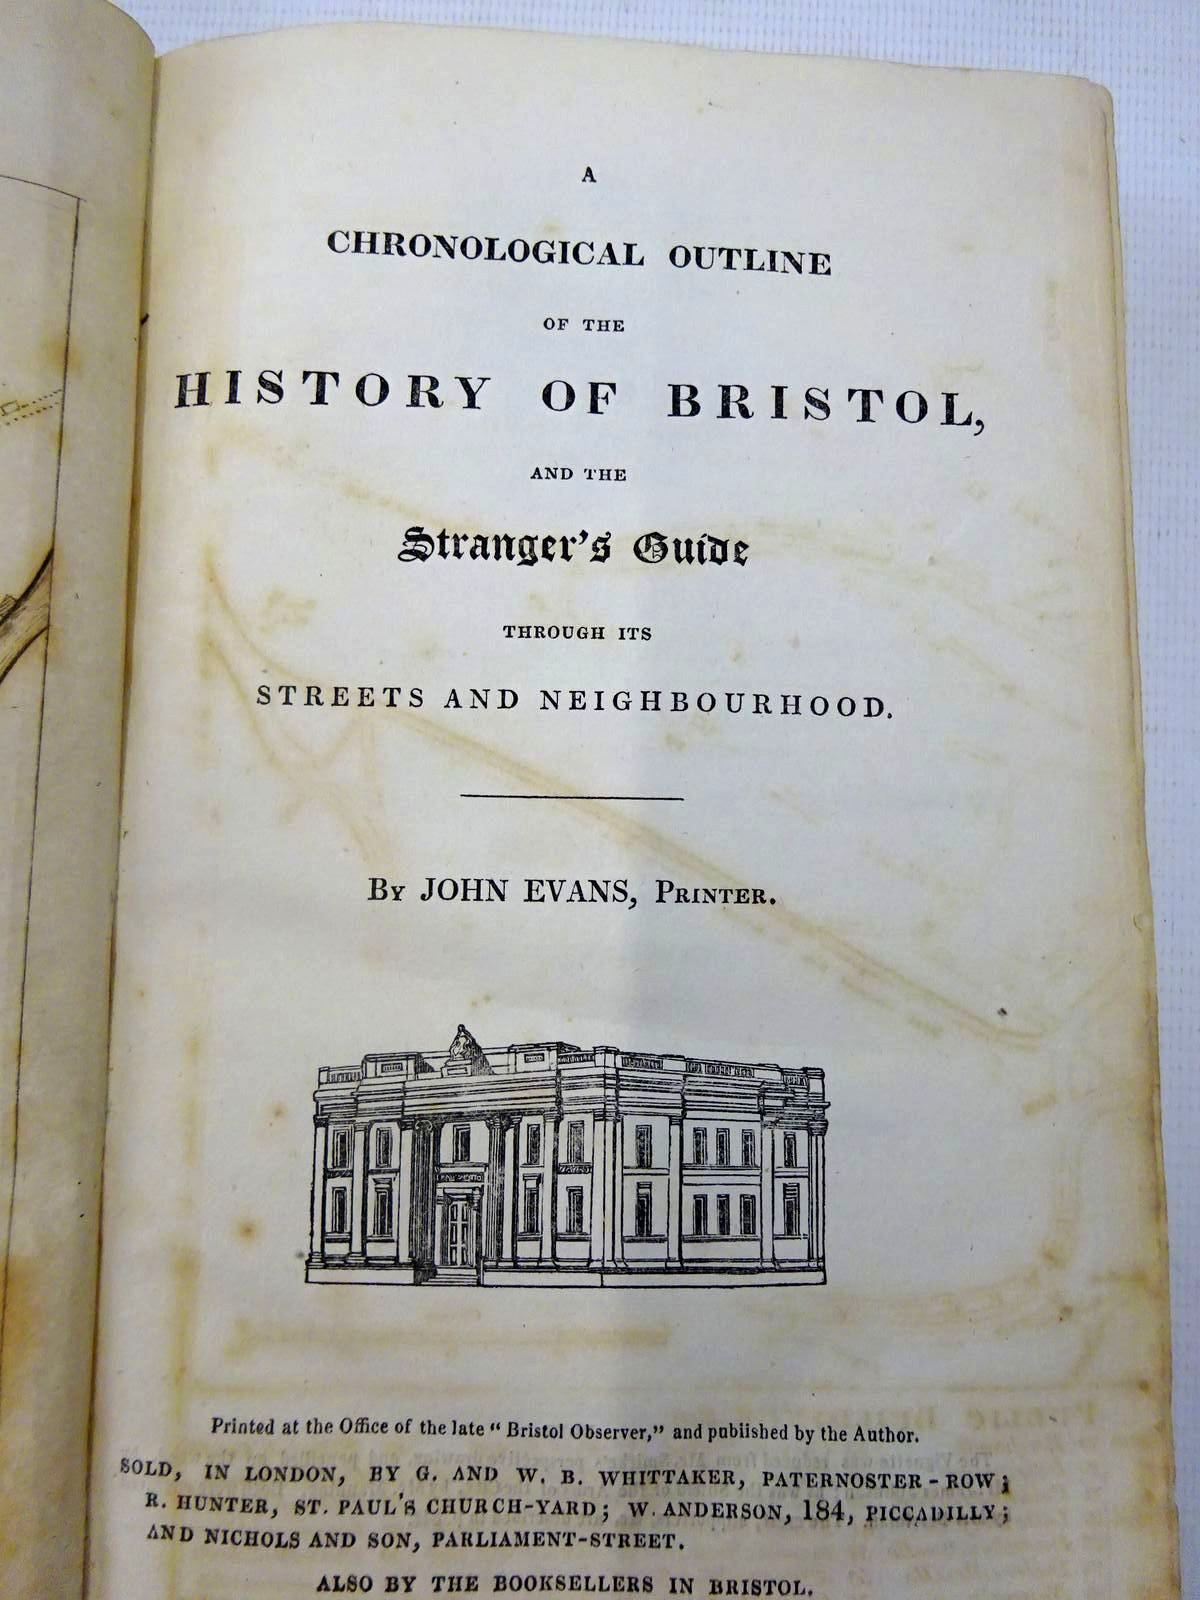 A
CHRONOLOGICAL OUTLINE
OF THE
HISTORY OF BRISTOL,
AND THE
Stranger's Guide
THROUGH ITS
STREETS AND NEIGHBOURHOOD.
By JOHN EVANS, Printer.
Printed at the Office of the late "Bristol Observer," and published by the Author.
SOLD, IN LONDON, BY G. AND W. B. WHITTAKER, PATERNOSTER-ROW;
R. HUNTER, ST. PAUL'S CHURCH-YARD; W. ANDERSON, 184, PICCADILLY;
AND NICHOLS AND SON, PARLIAMENT-STREET.
ALSO BY THE BOOKSELLERS IN BRISTOL.